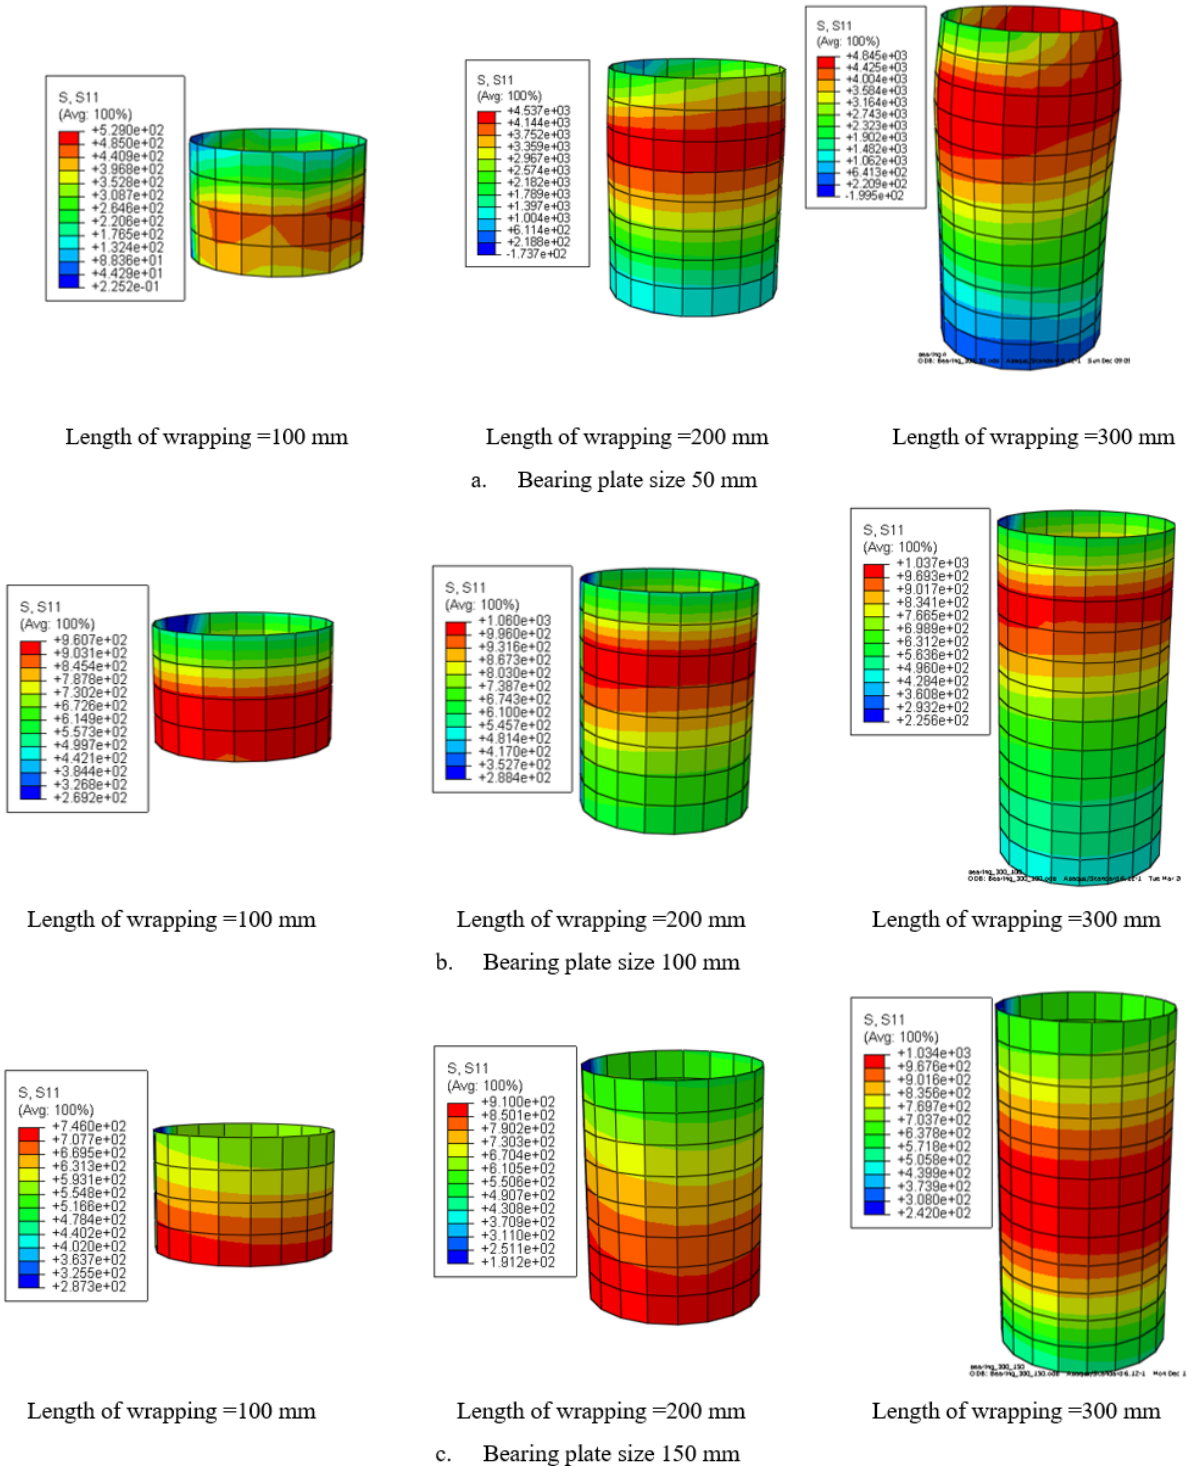 S, S11
(Avg: 100%)
+5.290e+02
+4.850e+02
+4.409e+02
+3.968e+02
+3.528e+02
+3.087e+02
+2.646e+02
+2.206e+02
+1.765e+02
+1.324e+02
+8.836e+01
+4.429e+01
+2.252e-01
S, S11
(Avg: 100%)
+4.537e+03
+4.144e+03
+3.752e+03
+3.359e+03
+2.967e+03
+2.574e+03
+2.182e+03
+1.789e+03
+1.397e+03
+1.004e+03
+6.114e+02
+2.188e+02
-1.737e+02
S, S11
(Avg: 100%)
+4.845e+03
+4.425e+03
+4.004e+03
+3.584e+03
+3.164e+03
+2.743e+03
+2.323e+03
+1.902e+03
+1.482e+03
+1.062e+03
+6.413e+02
+2.209e+02
-1.995e+02
Length of wrapping =100 mm
Length of wrapping =200 mm
Length of wrapping =300 mm
a. Bearing plate size 50 mm
S, S11
(Avg: 100%)
+9.607e+02
+9.031e+02
+8.454e+02
+7.878e+02
+7.302e+02
+6.726e+02
+6.149e+02
+5.573e+02
+4.997e+02
+4.421e+02
+3.844e+02
+3.268e+02
+2.692e+02
S, S11
(Avg: 100%)
+1.060e+03
+9.960e+02
+9.316e+02
+8.673e+02
+8.030e+02
+7.387e+02
+6.743e+02
+6.100e+02
+5.457e+02
+4.814e+02
+4.170e+02
+3.527e+02
+2.884e+02
S, S11
(Avg: 100%)
+1.037e+03
+9.693e+02
+9.017e+02
+8.341e+02
+7.665e+02
+6.989e+02
+6.312e+02
+5.636e+02
+4.960e+02
+4.284e+02
+3.608e+02
+2.932e+02
+2.256e+02
Length of wrapping =100 mm
Length of wrapping =200 mm
Length of wrapping =300 mm
b. Bearing plate size 100 mm
S, S11
(Avg: 100%)
+7.460e+02
+7.077e+02
+6.695e+02
+6.313e+02
+5.931e+02
+5.548e+02
+5.166e+02
+4.784e+02
+4.402e+02
+4.020e+02
+3.637e+02
+3.255e+02
+2.873e+02
S, S11
(Avg: 100%)
+9.100e+02
+8.501e+02
+7.902e+02
+7.303e+02
+6.704e+02
+6.105e+02
+5.506e+02
+4.907e+02
+4.308e+02
+3.709e+02
+3.110e+02
+2.511e+02
+1.912e+02
S, S11
(Avg: 100%)
+1.034e+03
+9.676e+02
+9.016e+02
+8.356e+02
+7.697e+02
+7.037e+02
+6.378e+02
+5.718e+02
+5.058e+02
+4.399e+02
+3.739e+02
+3.080e+02
+2.420e+02
Length of wrapping =100 mm
Length of wrapping =200 mm
Length of wrapping =300 mm
c. Bearing plate size 150 mm